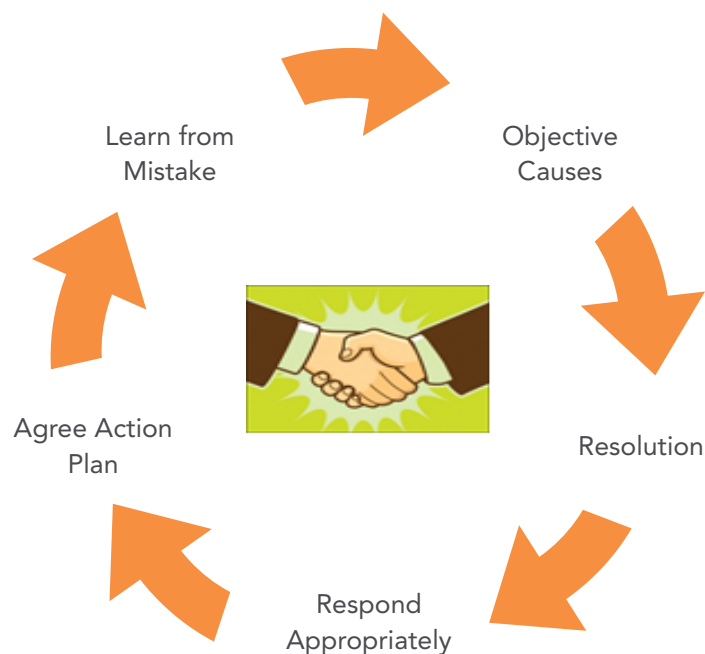 Learn from
Mistake
Objective
Causes
Resolution
Respond
Appropriately
Agree Action
Plan